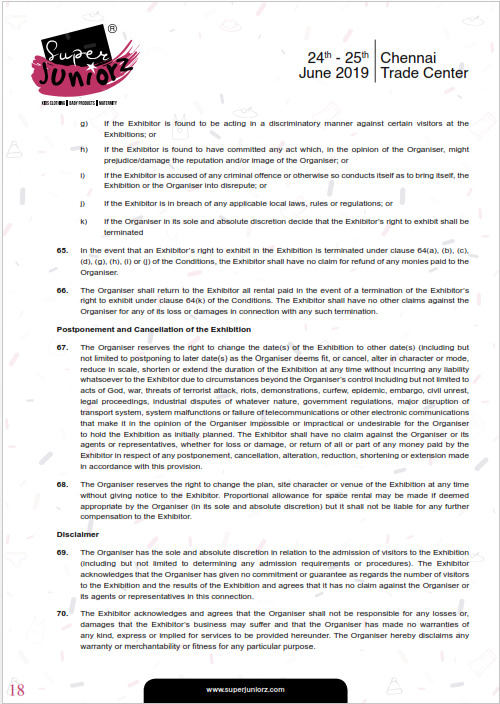 Super
®
Juniorz
KIDS CLOTHING | BABY PRODUCTS | MATERNITY
24th - 25th
June 2019
Chennai
Trade Center
g) If the Exhibitor is found to be acting in a discriminatory manner against certain visitors at the
Exhibitions; or
h) If the Exhibitor is found to have committed any act which, in the opinion of the Organiser, might
prejudice/damage the reputation and/or image of the Organiser; or
i) If the Exhibitor is accused of any criminal offence or otherwise so conducts itself as to bring itself, the
Exhibition or the Organiser into disrepute; or
j) If the Exhibitor is in breach of any applicable local laws, rules or regulations; or
k) If the Organiser in its sole and absolute discretion decide that the Exhibitor's right to exhibit shall be
terminated
65. In the event that an Exhibitor's right to exhibit in the Exhibition is terminated under clause 64(a), (b), (c),
(d), (g), (h), (i) or (j) of the Conditions, the Exhibitor shall have no claim for refund of any monies paid to the
Organiser.
66. The Organiser shall return to the Exhibitor all rental paid in the event of a termination of the Exhibitor's
right to exhibit under clause 64(k) of the Conditions. The Exhibitor shall have no other claims against the
Organiser for any of its loss or damages in connection with any such termination.
Postponement and Cancellation of the Exhibition
67. The Organiser reserves the right to change the date(s) of the Exhibition to other date(s) (including but
not limited to postponing to later date(s) as the Organiser deems fit, or cancel, alter in character or mode,
reduce in scale, shorten or extend the duration of the Exhibition at any time without incurring any liability
whatsoever to the Exhibitor due to circumstances beyond the Organiser's control including but not limited to
acts of God, war, threats of terrorist attack, riots, demonstrations, curfew, epidemic, embargo, civil unrest,
legal proceedings, industrial disputes of whatever nature, government regulations, major disruption of
transport system, system malfunctions or failure of telecommunications or other electronic communications
that make it in the opinion of the Organiser impossible or impractical or undesirable for the Organiser
to hold the Exhibition as initially planned. The Exhibitor shall have no claim against the Organiser or its
agents or representatives, whether for loss or damage, or return of all or part of any money paid by the
Exhibitor in respect of any postponement, cancellation, alteration, reduction, shortening or extension made
in accordance with this provision.
68. The Organiser reserves the right to change the plan, site character or venue of the Exhibition at any time
without giving notice to the Exhibitor. Proportional allowance for space rental may be made if deemed
appropriate by the Organiser (in its sole and absolute discretion) but it shall not be liable for any further
compensation to the Exhibitor.
Disclaimer
69. The Organiser has the sole and absolute discretion in relation to the admission of visitors to the Exhibition
(including but not limited to determining any admission requirements or procedures). The Exhibitor
acknowledges that the Organiser has given no commitment or guarantee as regards the number of visitors
to the Exhibition and the results of the Exhibition and agrees that it has no claim against the Organiser or
its agents or representatives in this connection.
70. The Exhibitor acknowledges and agrees that the Organiser shall not be responsible for any losses or,
damages that the Exhibitor's business may suffer and that the Organiser has made no warranties of
any kind, express or implied for services to be provided hereunder. The Organiser hereby disclaims any
warranty or merchantability or fitness for any particular purpose.
18
www.superjuniorz.com